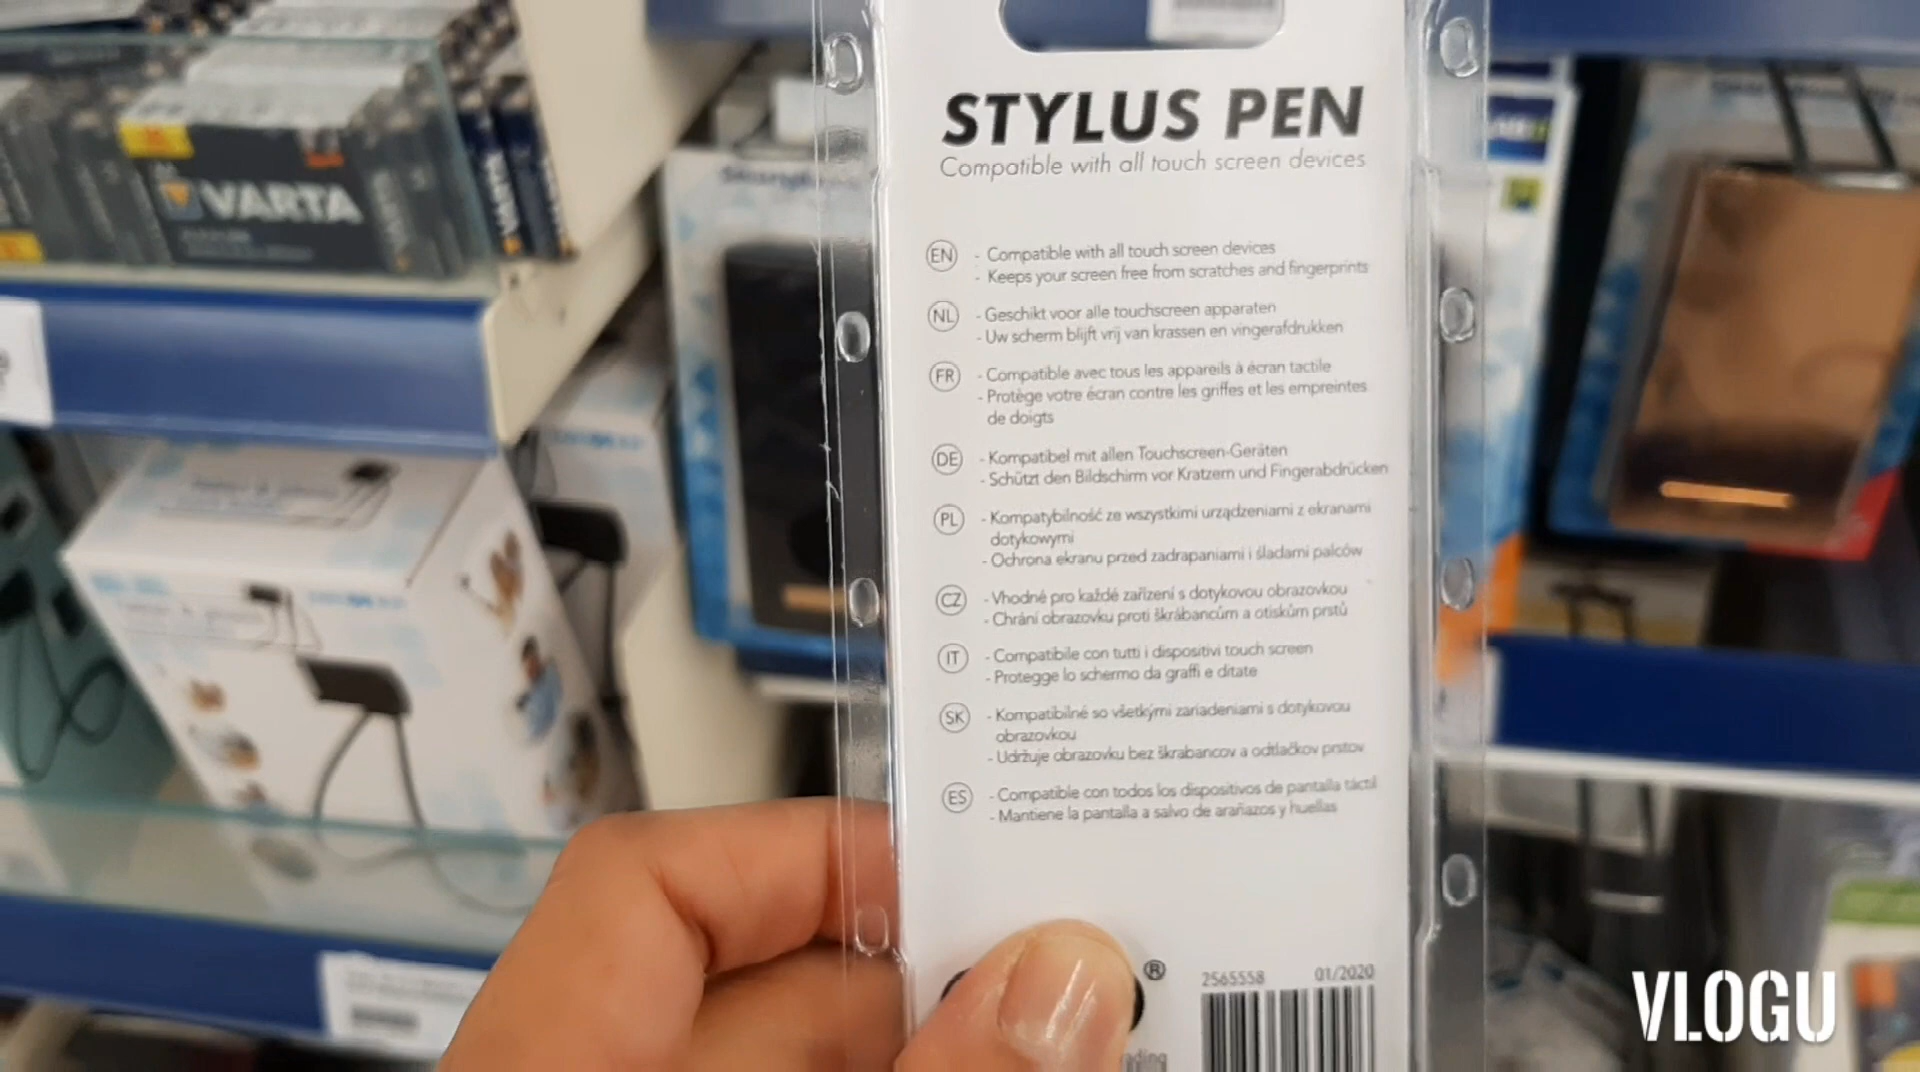 STYLUS PEN
Compatible with all touch screen devices
EN
- Compatible with all touch screen devices
- Keeps your screen free from scratches and fingerprints
NL
- Geschikt voor alle touchscreen apparaten
- Uw scherm blijft vrij van krassen en vingerafdrukken
FR
- Compatible avec tous les appareils à écran tactile
- Protège votre écran contre les griffes et les empreintes
de doigts
DE
- Kompatibel mit allen Touchscreen-Geräten
- Schützt den Bildschirm vor Kratzern und Fingerabdrücken
PL
- Kompatybilność ze wszystkimi urządzeniami z ekranami
dotykowymi
- Ochrona ekranu przed zadrapaniami i śladami palców
CZ
- Vhodné pro každé zařízení s dotykovou obrazovkou
- Chrání obrazovku proti škrábancům a otiskům prstů
IT
- Compatibile con tutti i dispositivi touch screen
- Protegge lo schermo da graffi e ditate
SK
- Kompatibilné so všetkými zariadeniami s dotykovou
obrazovkou
- Udržuje obrazovku bez škrabancov a odtlačkov prstov
ES
- Compatible con todos los dispositivos de pantalla táctil
- Mantiene la pantalla a salvo de arañazos y huellas
®
2565558 01/2020
VARTA
VARTA
VLOGU